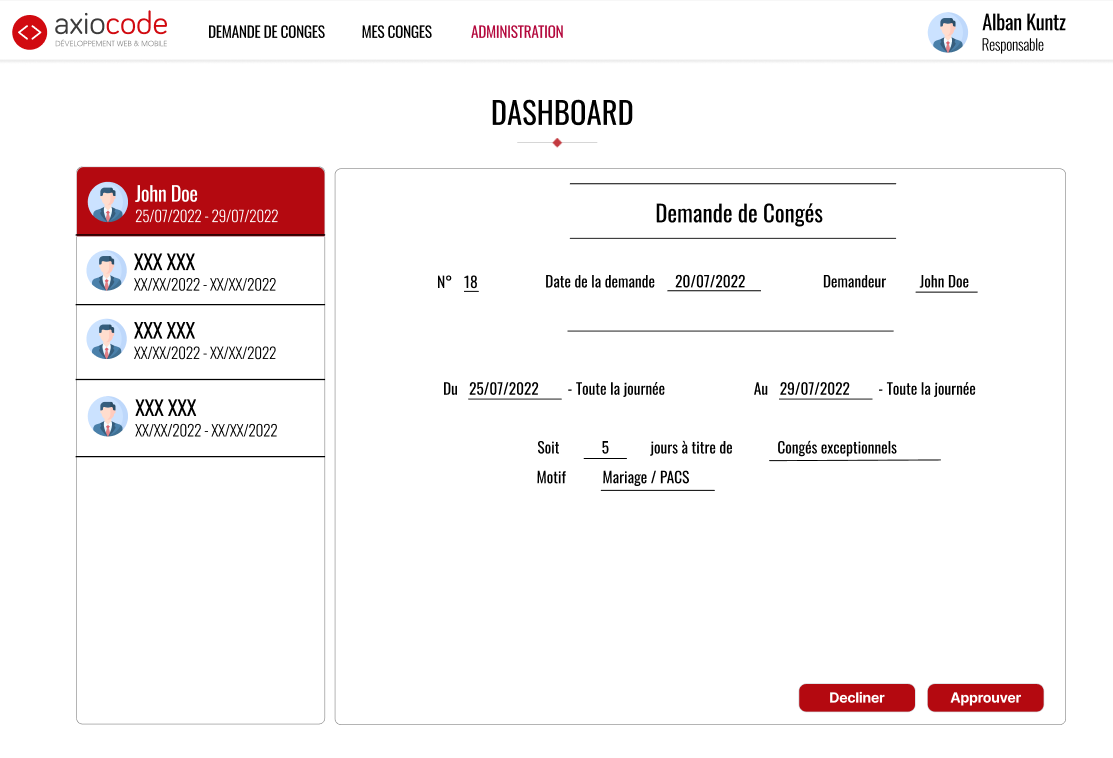 axiocode
DÉVELOPPEMENT WEB & MOBILE
DEMANDE DE CONGES
MES CONGES
ADMINISTRATION
Alban Kuntz
Responsable
DASHBOARD
John Doe
25/07/2022 - 29/07/2022
XXX XXX
XX/XX/2022 - XX/XX/2022
XXX XXX
XX/XX/2022 - XX/XX/2022
XXX XXX
XX/XX/2022 - XX/XX/2022
Demande de Congés
N° 18 Date de la demande 20/07/2022 Demandeur John Doe
Du 25/07/2022 - Toute la journée Au 29/07/2022 - Toute la journée
Soit 5 jours à titre de Congés exceptionnels
Motif Mariage / PACS
Decliner Approuver